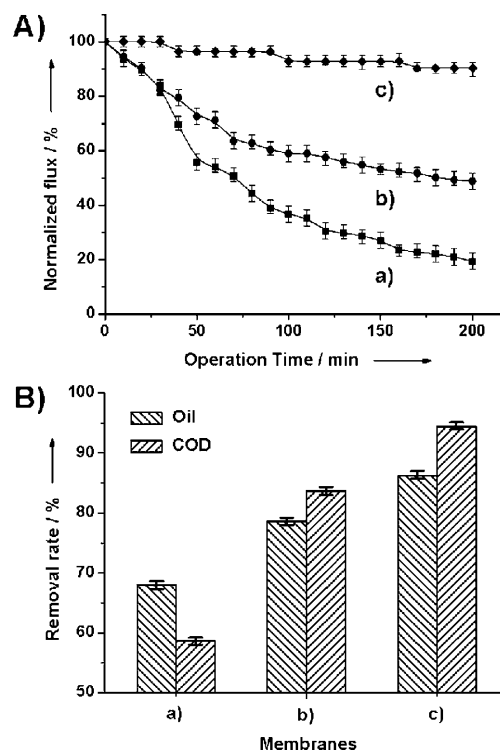 A)
Normalized flux / %
100
80
60
40
20
0
c)
b)
a)
0
50
100
150
200
Operation Time / min
B)
Removal rate / %
100
90
80
70
60
50
Oil
COD
a)
b)
c)
Membranes